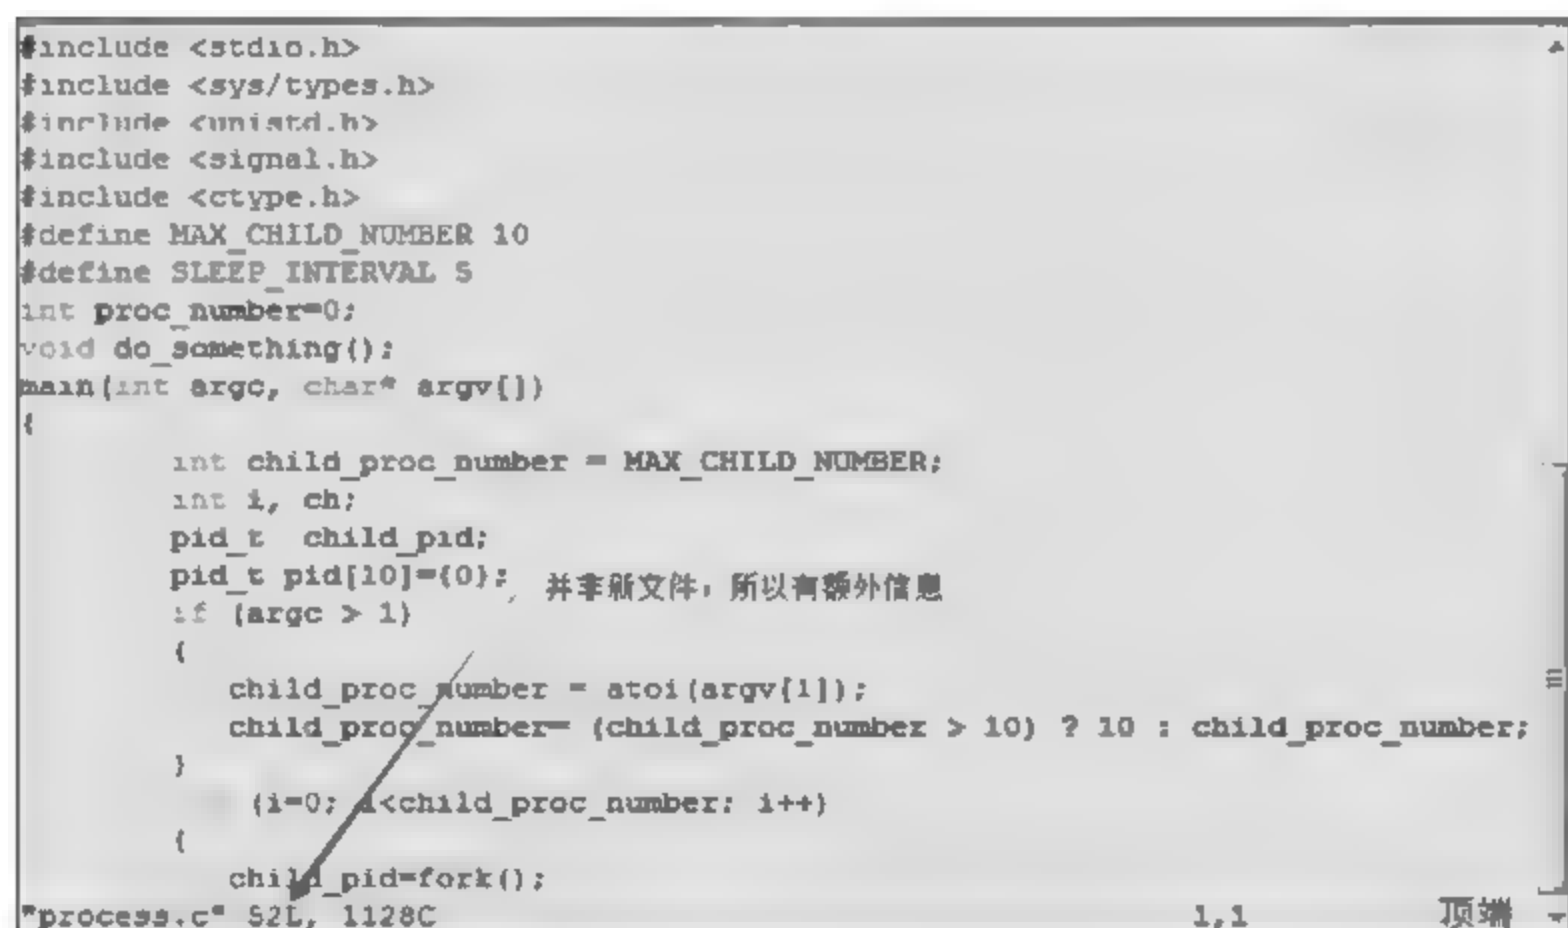 #include <stdio.h>
#include <sys/types.h>
#include <unistd.h>
#include <signal.h>
#include <ctype.h>
#define MAX_CHILD_NUMBER 10
#define SLEEP_INTERVAL 5
int proc_number=0;
void do_something();
main(int argc, char* argv[])
{
int child_proc_number = MAX_CHILD_NUMBER;
int i, ch;
pid_t  child_pid;
pid_t pid[10]={0};
并非新文件，所以有额外信息
if (argc > 1)
{
child_proc_number = atoi(argv[1]);
child_proc_number= (child_proc_number > 10) ? 10 : child_proc_number;
}
(i=0; i<child_proc_number; i++)
{
child_pid=fork();
"process.c" 52L, 1128C 1,1 顶端